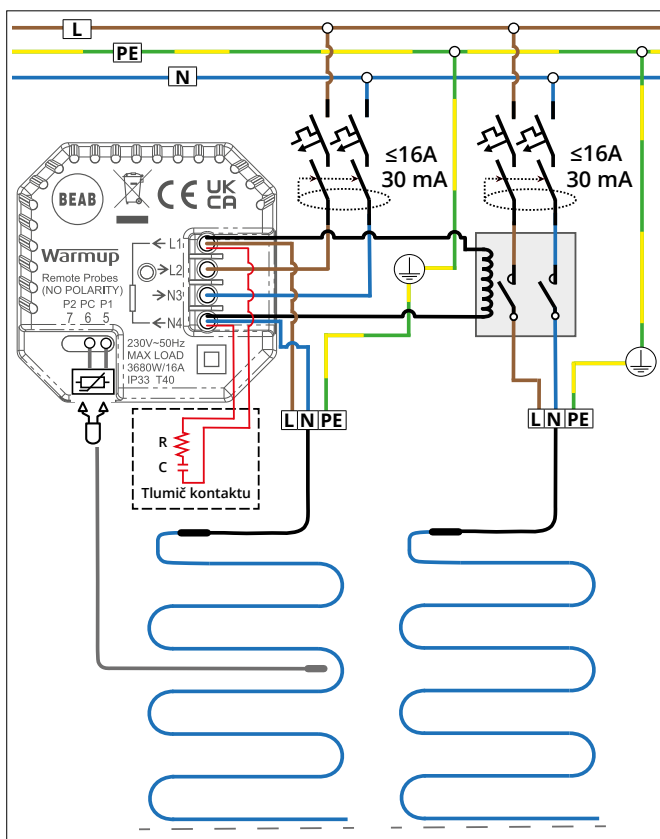 L
PE
N
≤16A
30 mA
≤16A
30 mA
BEAB
CE UK
CA
Warmup
Remote Probes
(NO POLARITY)
P2 PC P1
7 6 5
L1
L2
N3
N4
230V~50Hz
MAX LOAD
3680W/16A
IP33 T40
L N PE
L N PE
R
C
Tlumič kontaktu